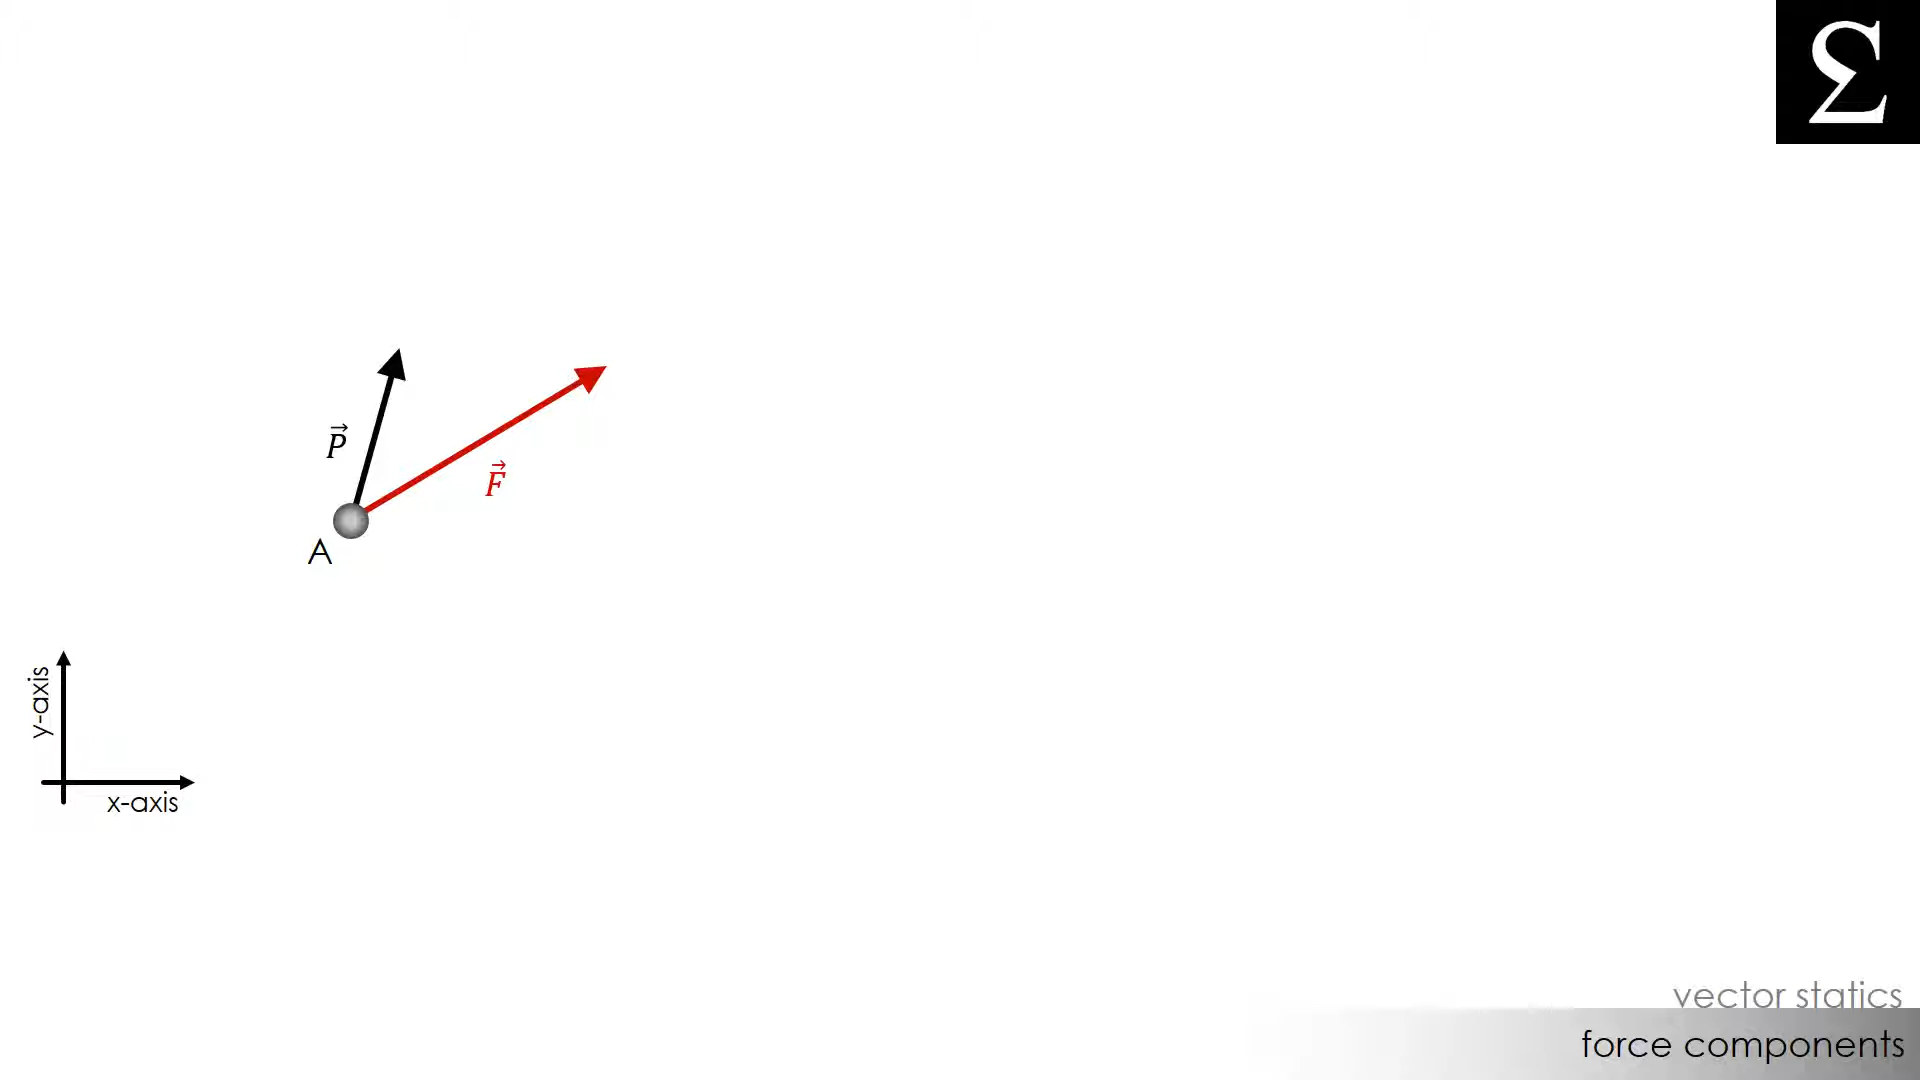 Σ
P⃗
F⃗
A
y-axis
x-axis
vector statics
force components